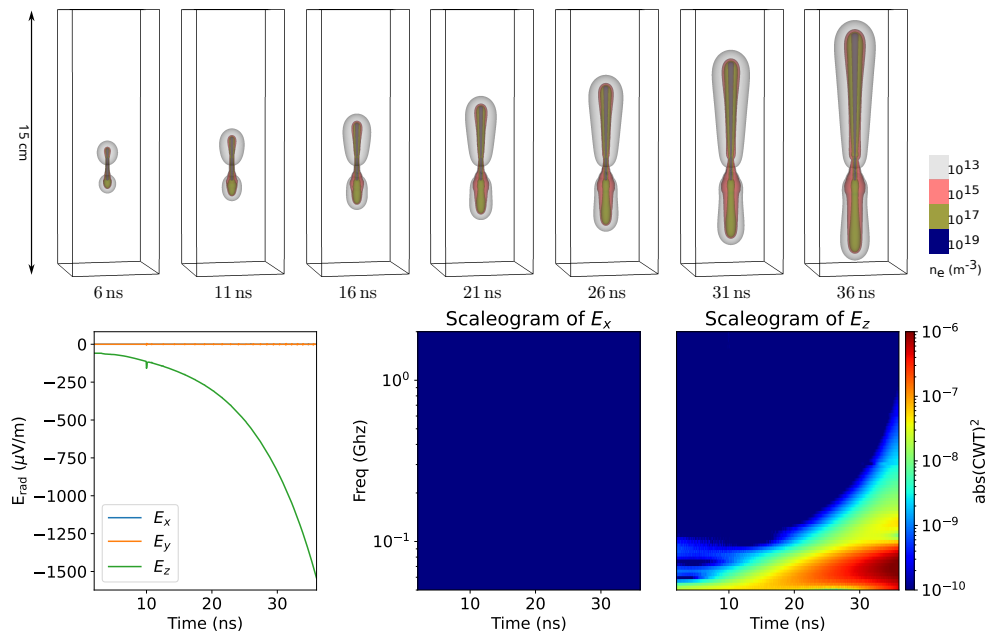 15 cm
6 ns
11 ns
16 ns
21 ns
26 ns
31 ns
36 ns
10^13
10^15
10^17
10^19
n_e (m^-3)
E_rad (μV/m)
0
−250
−500
−750
−1000
−1250
−1500
E_x
E_y
E_z
10 20 30
Time (ns)
Scaleogram of E_x
Freq (Ghz)
10^0
10^−1
10 20 30
Time (ns)
Scaleogram of E_z
10 20 30
Time (ns)
10^−6
10^−7
10^−8
10^−9
10^−10
abs(CWT)^2